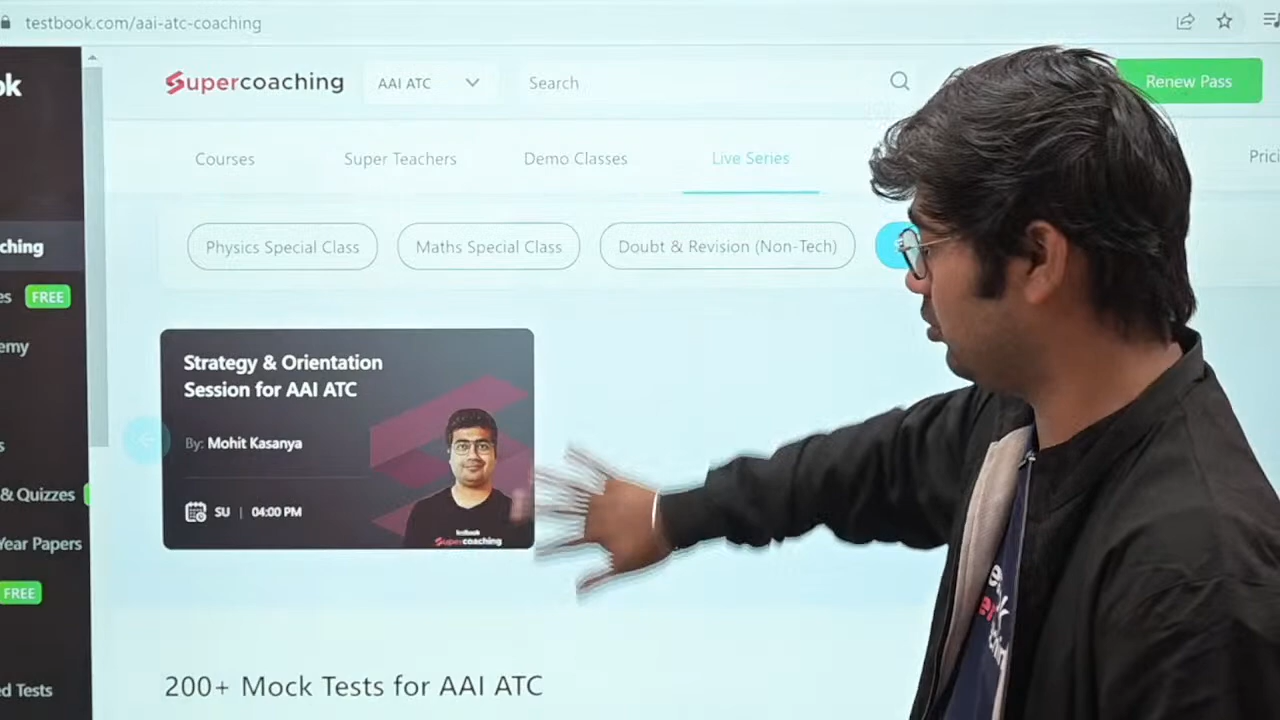 testbook.com/aai-atc-coaching
ok
Supercoaching
AAI ATC
Search
Renew Pass
Courses
Super Teachers
Demo Classes
Live Series
Physics Special Class
Maths Special Class
Doubt & Revision (Non-Tech)
ching
es FREE
emy
s
& Quizzes
Year Papers
FREE
ed Tests
Strategy & Orientation
Session for AAI ATC
By: Mohit Kasanya
SU | 04:00 PM
testbook
Supercoaching
200+ Mock Tests for AAI ATC